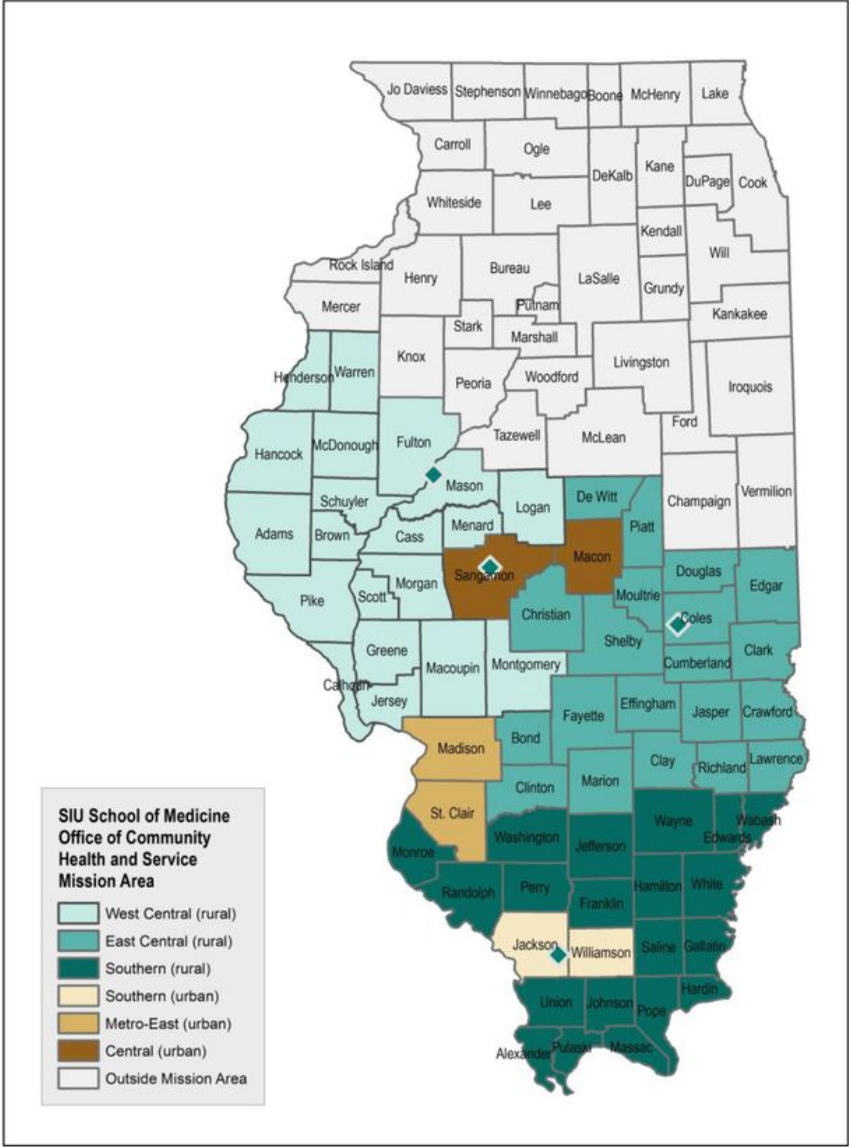 Jo Daviess Stephenson Winnebago Boone McHenry Lake
Carroll Ogle DeKalb Kane DuPage Cook
Whiteside Lee Kendall Will
Rock Island Henry Bureau LaSalle Grundy
Mercer Putnam Kankakee
Stark Marshall
Henderson Warren Knox Peoria Woodford Livingston Iroquois
Hancock McDonough Fulton Tazewell McLean Ford
Schuyler Mason Logan De Witt Champaign Vermilion
Adams Brown Cass Menard Piatt
Sangamon Macon
Pike Scott Morgan Christian Moultrie Douglas Edgar
Greene Macoupin Montgomery Shelby Coles Clark
Cumberland
Calhoun Jersey Fayette Effingham Jasper Crawford
Madison Bond Clay Richland Lawrence
St. Clair Clinton Marion
Monroe Washington Jefferson Wayne Edwards Wabash
Randolph Perry Franklin Hamilton White
Jackson Williamson Saline Gallatin
Union Johnson Pope Hardin
Alexander Pulaski Massac
SIU School of Medicine
Office of Community
Health and Service
Mission Area
West Central (rural)
East Central (rural)
Southern (rural)
Southern (urban)
Metro-East (urban)
Central (urban)
Outside Mission Area